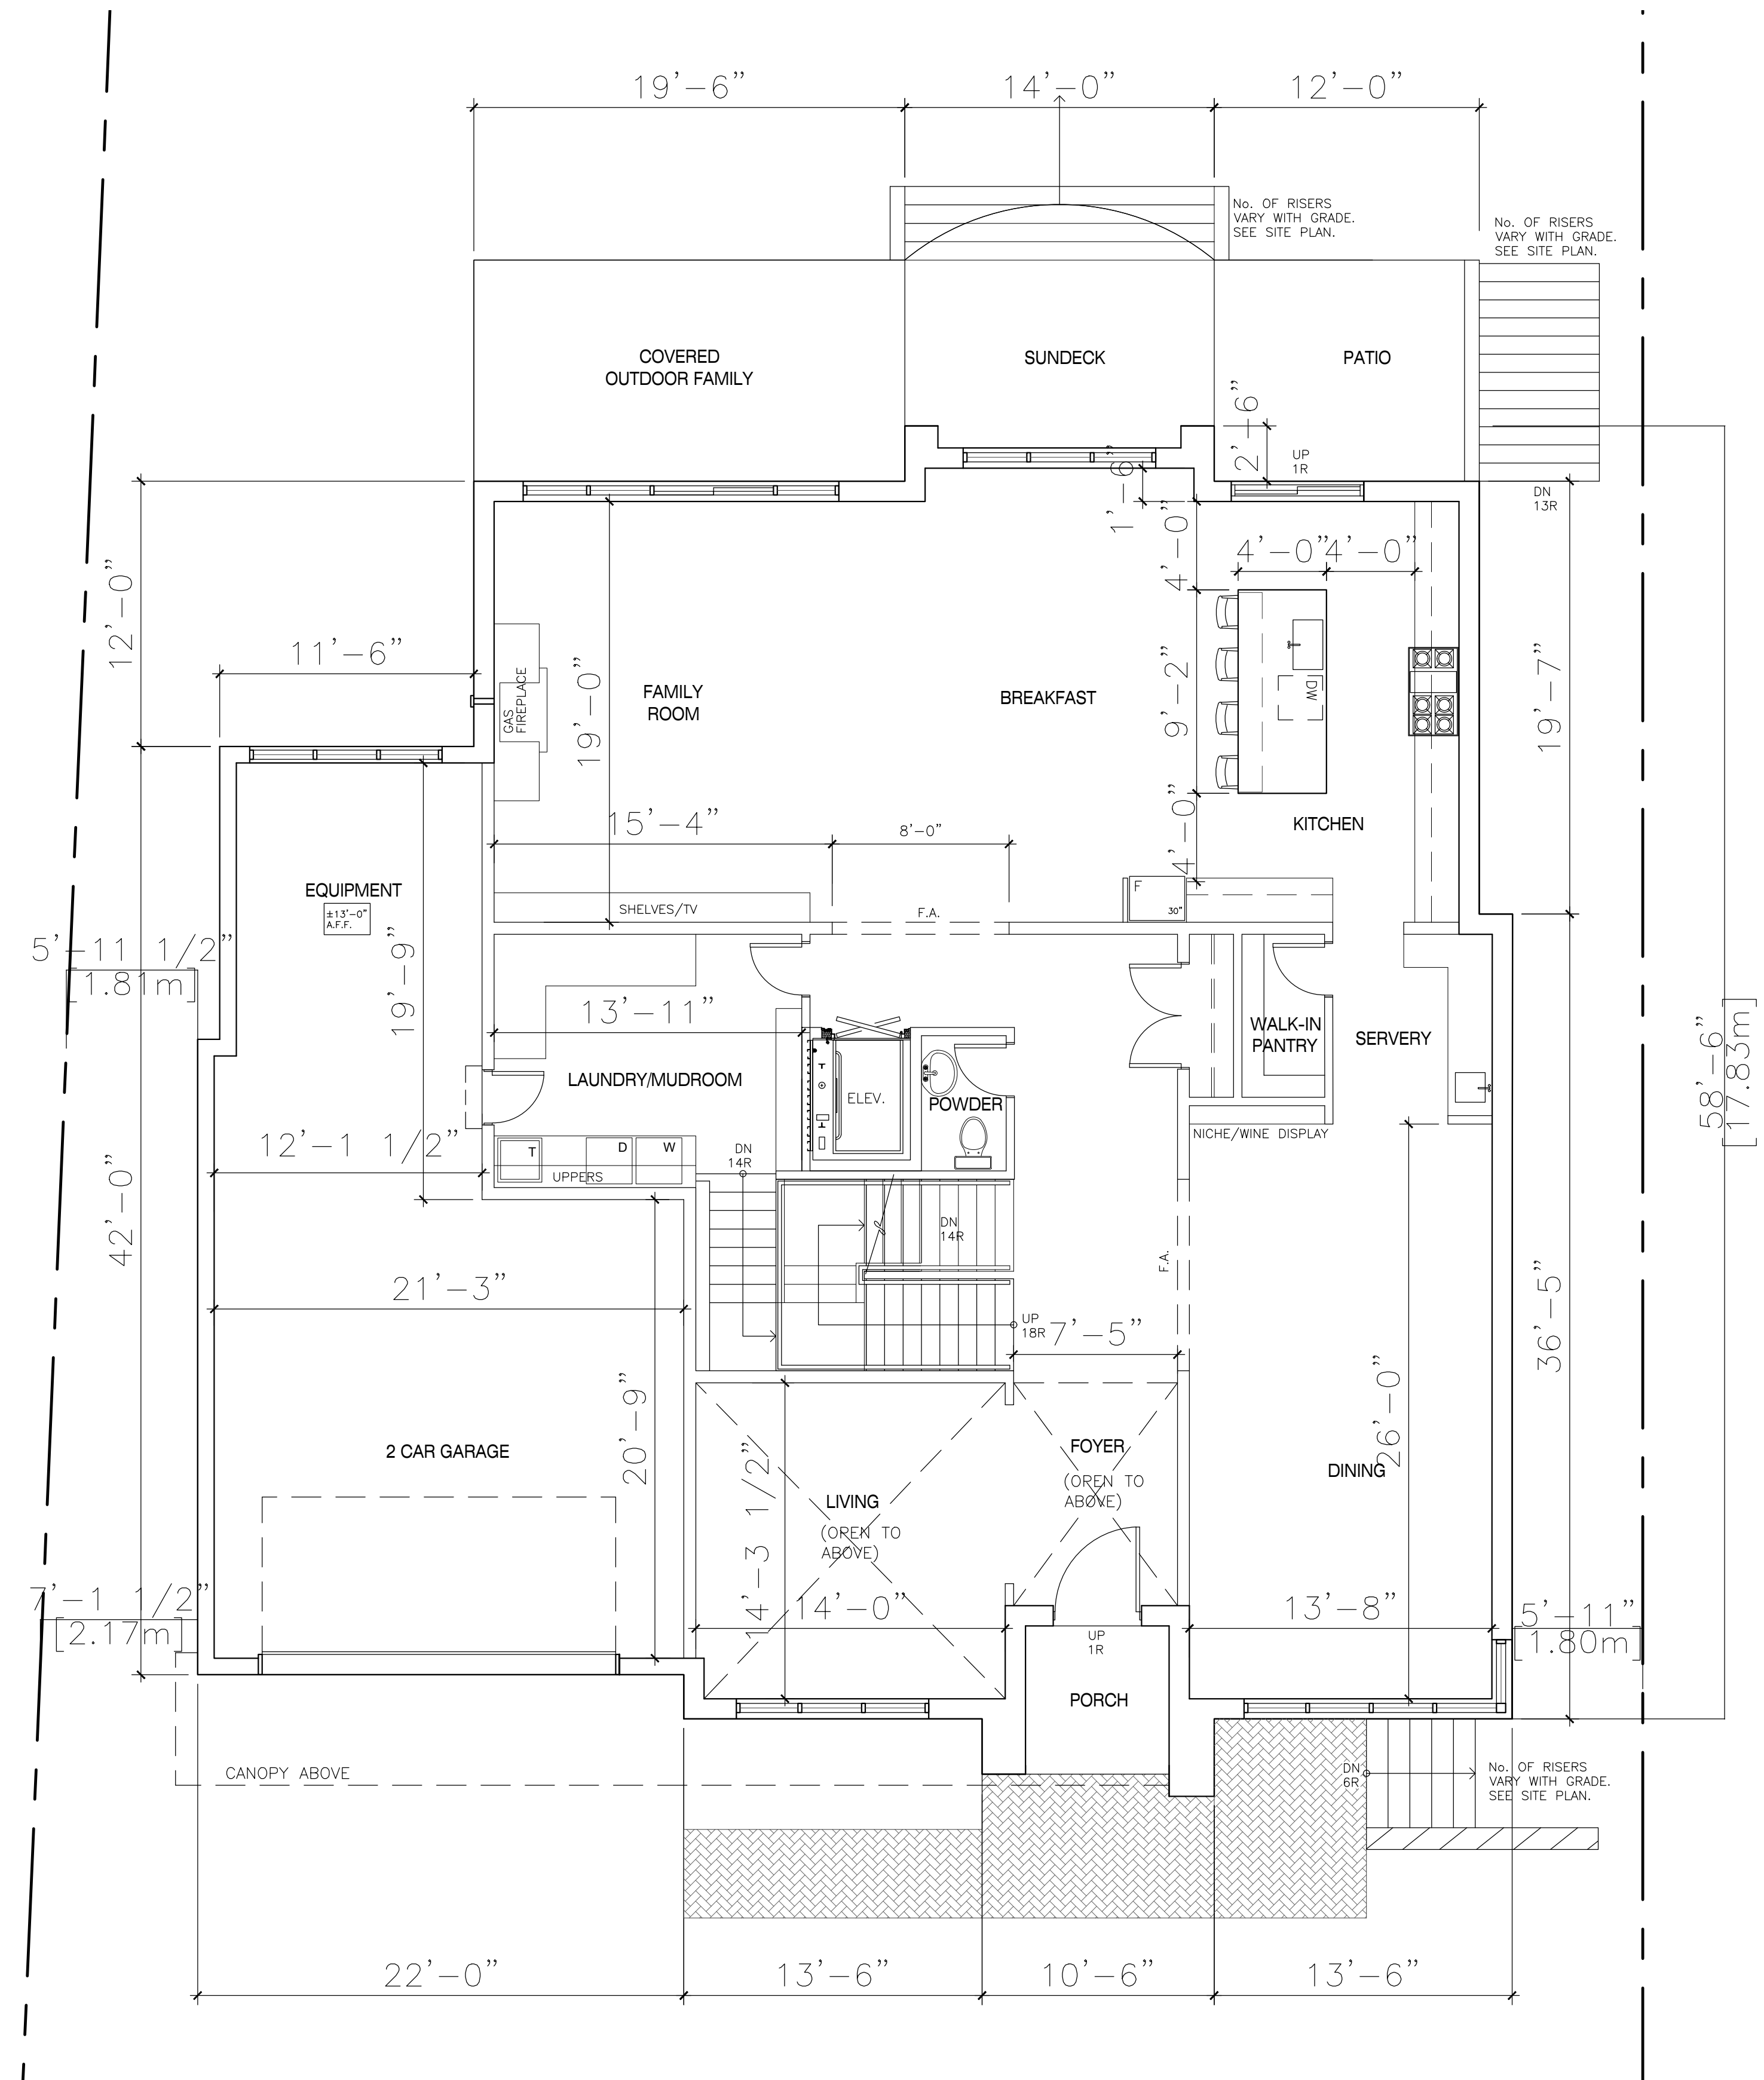 19'-6"
14'-0"
12'-0"
No. OF RISERS
VARY WITH GRADE.
SEE SITE PLAN.
No. OF RISERS
VARY WITH GRADE.
SEE SITE PLAN.
COVERED
OUTDOOR FAMILY
SUNDECK
PATIO
2'-6"
1'-6"
UP
1R
DN
13R
12'-0"
11'-6"
4'-0"
4'-0"
4'-0"
9'-2"
4'-0"
DW
19'-7"
GAS
FIREPLACE
FAMILY
ROOM
19'-0"
BREAKFAST
KITCHEN
15'-4"
8'-0"
EQUIPMENT
±13'-0"
A.F.F.
SHELVES/TV
F.A.
F
30"
5'-11 1/2"
[1.81m]
19'-9"
13'-11"
WALK-IN
PANTRY
SERVERY
58'-6"
[17.83m]
LAUNDRY/MUDROOM
ELEV.
POWDER
NICHE/WINE DISPLAY
12'-1 1/2"
T
D
W
UPPERS
DN
14R
DN
14R
42'-0"
F.A.
21'-3"
UP
18R
7'-5"
36'-5"
20'-9"
26'-0"
2 CAR GARAGE
14'-3 1/2"
LIVING
(OPEN TO
ABOVE)
FOYER
(OPEN TO
ABOVE)
DINING
7'-1 1/2"
[2.17m]
14'-0"
13'-8"
5'-11"
[1.80m]
UP
1R
PORCH
CANOPY ABOVE
DN
6R
No. OF RISERS
VARY WITH GRADE.
SEE SITE PLAN.
22'-0"
13'-6"
10'-6"
13'-6"